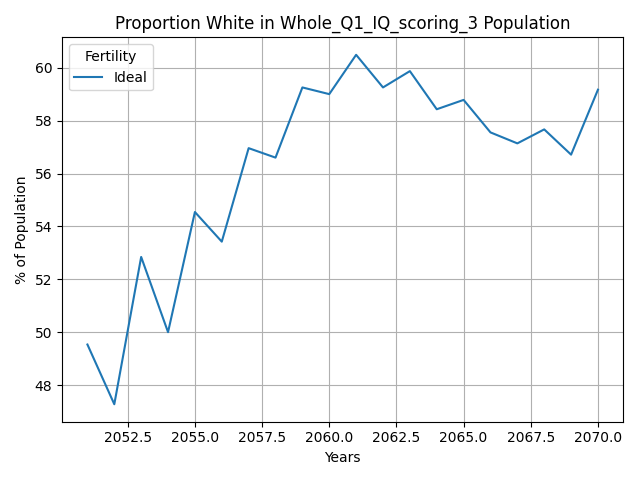 Proportion White in Whole_Q1_IQ_scoring_3 Population
Fertility
Ideal
% of Population
60
58
56
54
52
50
48
2052.5 2055.0 2057.5 2060.0 2062.5 2065.0 2067.5 2070.0
Years